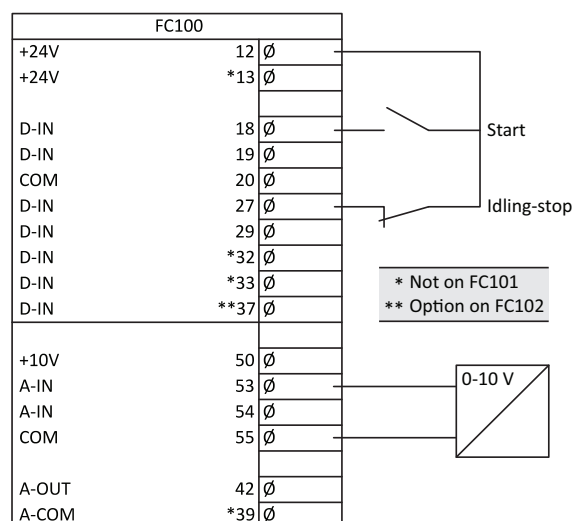 FC100
+24V 12 Ø
+24V *13 Ø
D-IN 18 Ø Start
D-IN 19 Ø
COM 20 Ø
D-IN 27 Ø Idling-stop
D-IN 29 Ø
D-IN *32 Ø
D-IN *33 Ø
D-IN **37 Ø
* Not on FC101
** Option on FC102
+10V 50 Ø
A-IN 53 Ø 0-10 V
A-IN 54 Ø
COM 55 Ø
A-OUT 42 Ø
A-COM *39 Ø